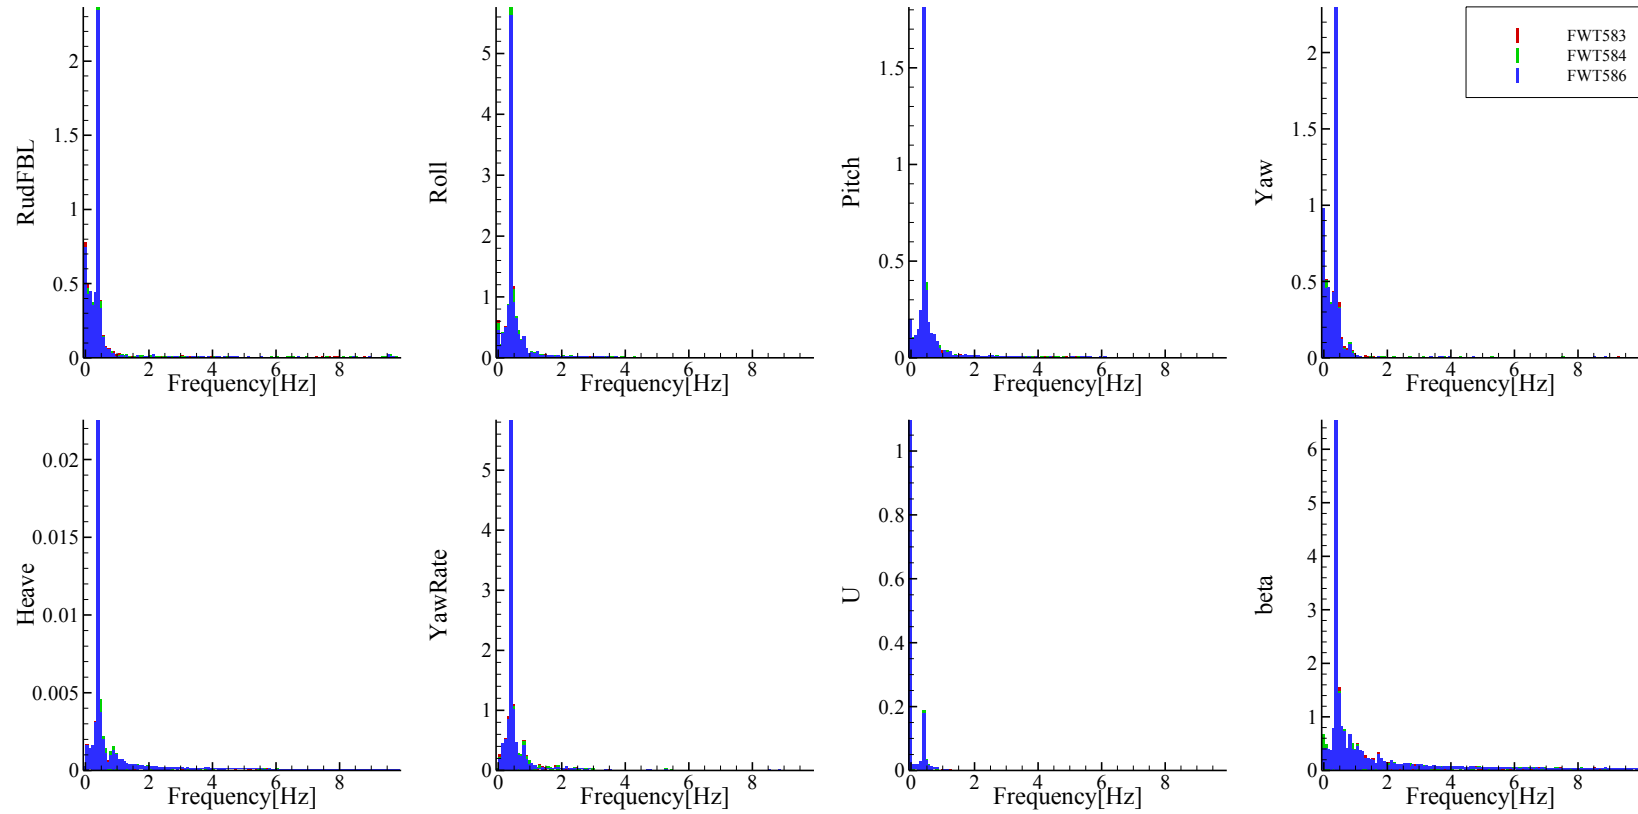 RudFBL
2
1.5
1
0.5
0
0 2 4 6 8
Frequency[Hz]
Roll
5
4
3
2
1
0
0 2 4 6 8
Frequency[Hz]
Pitch
1.5
1
0.5
0
0 2 4 6 8
Frequency[Hz]
Yaw
2
1.5
1
0.5
0
0 2 4 6 8
Frequency[Hz]
FWT583
FWT584
FWT586
Heave
0.02
0.015
0.01
0.005
0
0 2 4 6 8
Frequency[Hz]
YawRate
5
4
3
2
1
0
0 2 4 6 8
Frequency[Hz]
U
1
0.8
0.6
0.4
0.2
0
0 2 4 6 8
Frequency[Hz]
beta
6
5
4
3
2
1
0
0 2 4 6 8
Frequency[Hz]